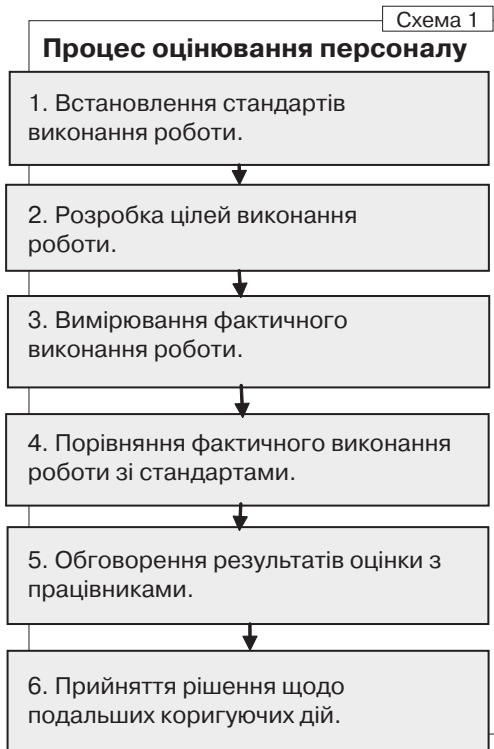 Схема 1
Процес оцінювання персоналу
1. Встановлення стандартів
виконання роботи.
2. Розробка цілей виконання
роботи.
3. Вимірювання фактичного
виконання роботи.
4. Порівняння фактичного виконання
роботи зі стандартами.
5. Обговорення результатів оцінки з
працівниками.
6. Прийняття рішення щодо
подальших коригуючих дій.